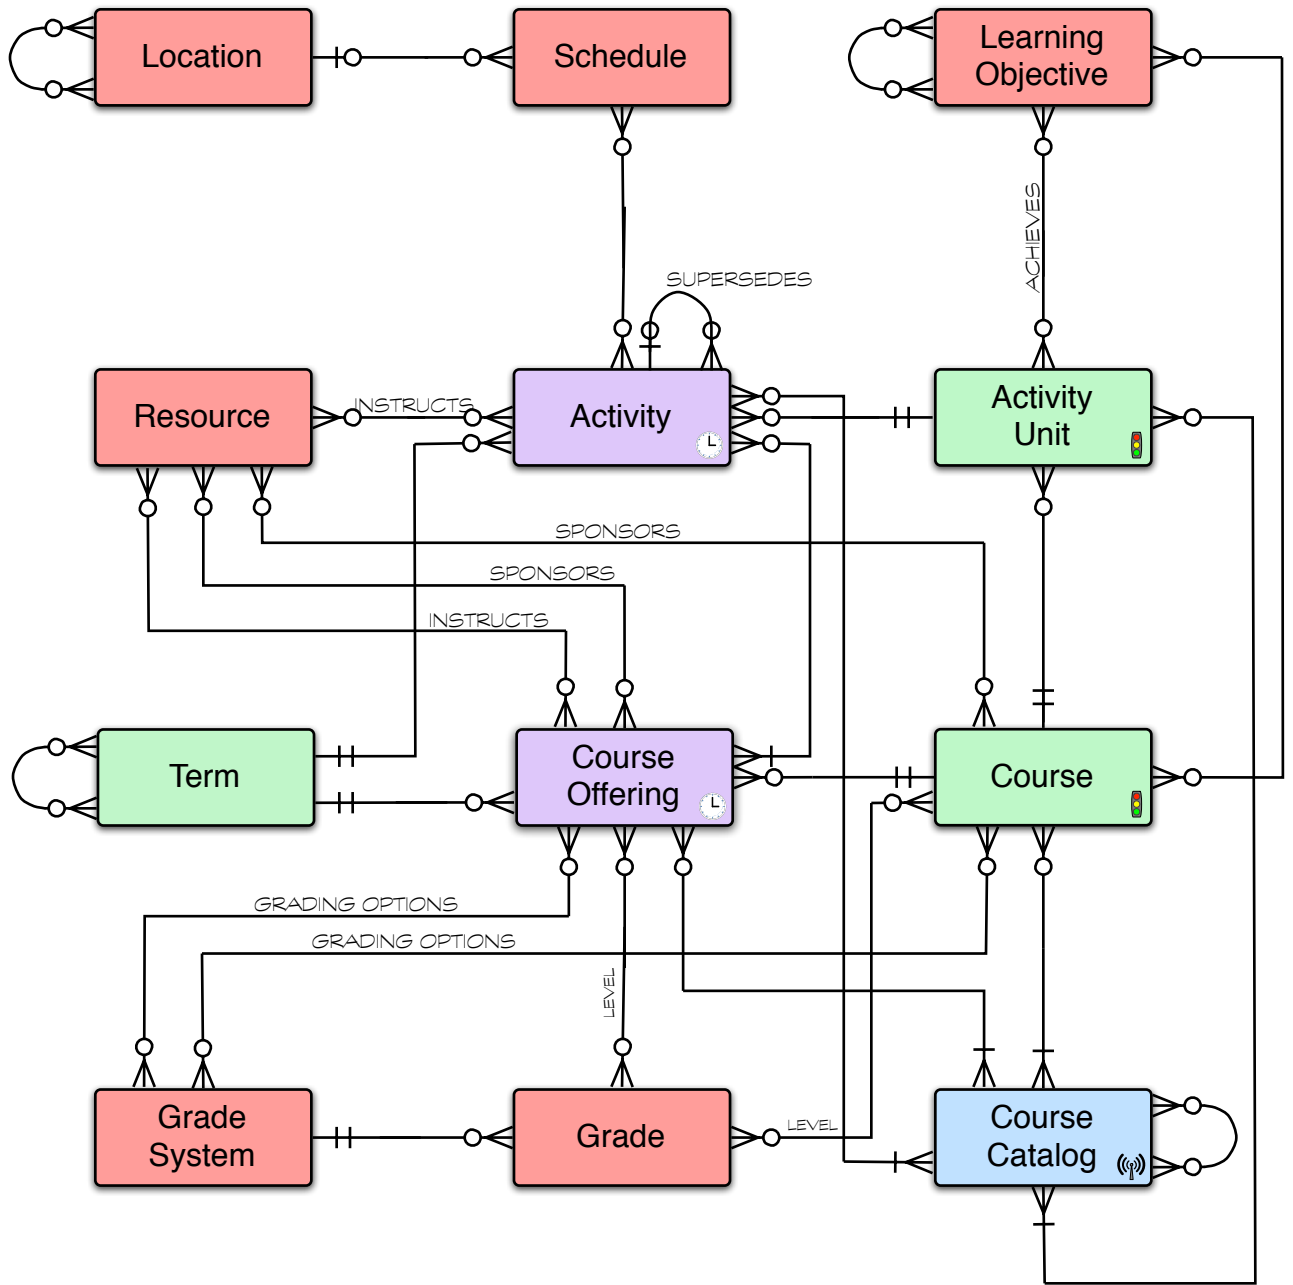 Location
Schedule
Learning
Objective
ACHIEVES
SUPERSEDES
Resource
INSTRUCTS
Activity
Activity
Unit
SPONSORS
SPONSORS
INSTRUCTS
Term
Course
Offering
Course
GRADING OPTIONS
GRADING OPTIONS
LEVEL
Grade
System
Grade
LEVEL
Course
Catalog